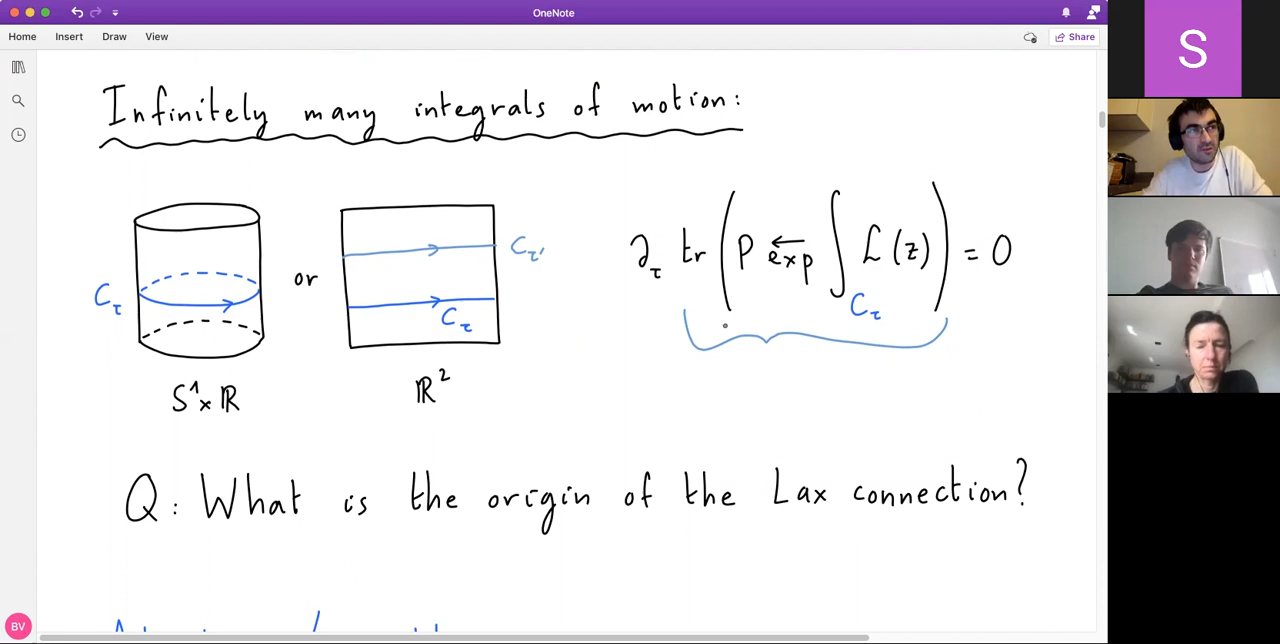 OneNote
Home Insert Draw View
Share
S
Infinitely many integrals of motion:
C_τ or C_τ' C_τ
∂_τ tr ( P exp ∫_{C_τ} ℒ(z) ) = 0
S¹ × ℝ ℝ²
Q: What is the origin of the Lax connection?
BV